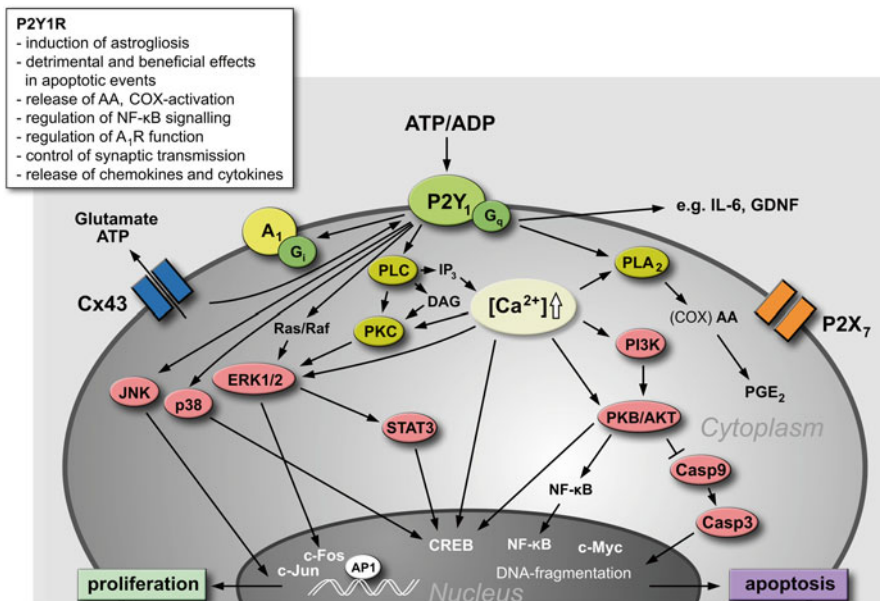 P2Y1R
- induction of astrogliosis
- detrimental and beneficial effects
in apoptotic events
- release of AA, COX-activation
- regulation of NF-κB signalling
- regulation of A₁R function
- control of synaptic transmission
- release of chemokines and cytokines
ATP/ADP
P2Y₁
Gq
e.g. IL-6, GDNF
Glutamate
ATP
A₁
Gᵢ
Cx43
PLC
IP₃
DAG
PKC
Ras/Raf
[Ca²⁺]⇧
PLA₂
(COX) AA
PGE₂
P2X₇
PI3K
JNK
p38
ERK1/2
STAT3
PKB/AKT
Cytoplasm
Casp9
NF-κB
Casp3
c-Fos
c-Jun
AP1
CREB
NF-κB
c-Myc
DNA-fragmentation
Nucleus
proliferation
apoptosis